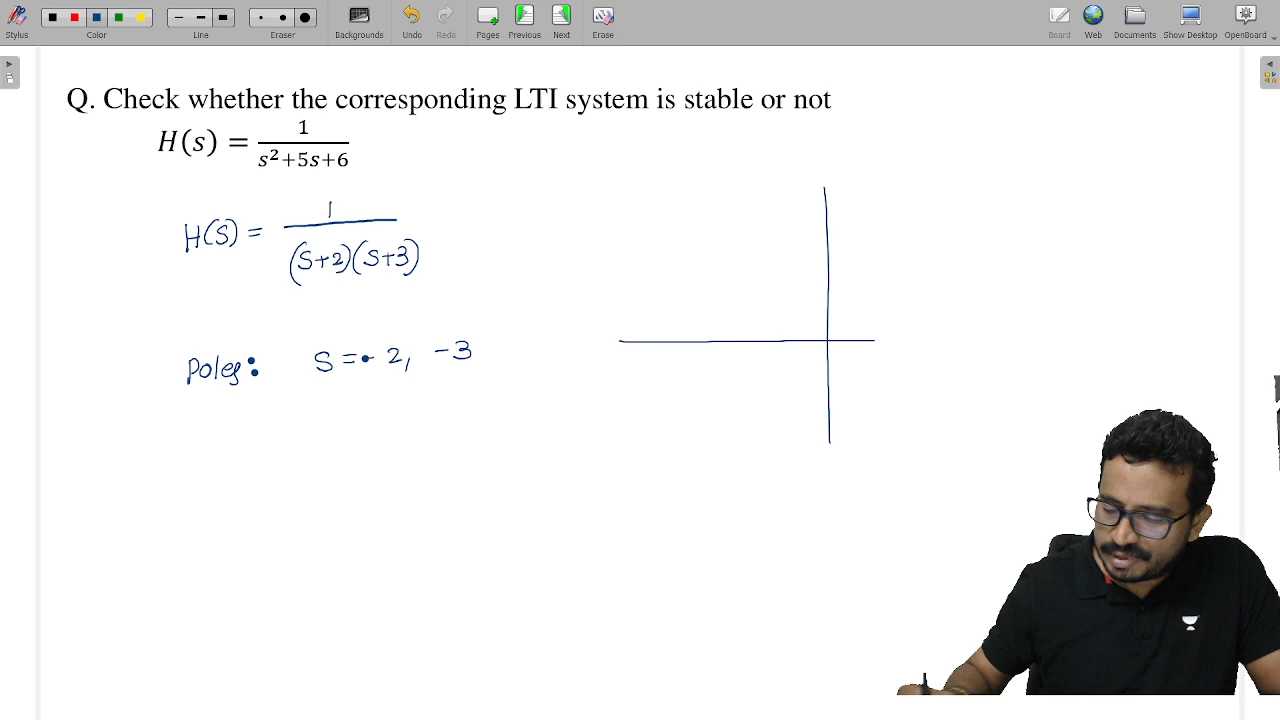 Stylus Color Line Eraser Backgrounds Undo Redo Pages Previous Next Erase Board Web Documents Show Desktop OpenBoard
Q. Check whether the corresponding LTI system is stable or not
H(s) = 1/(s²+5s+6)
H(S) = 1/((S+2)(S+3))
Poles: S = - 2, -3